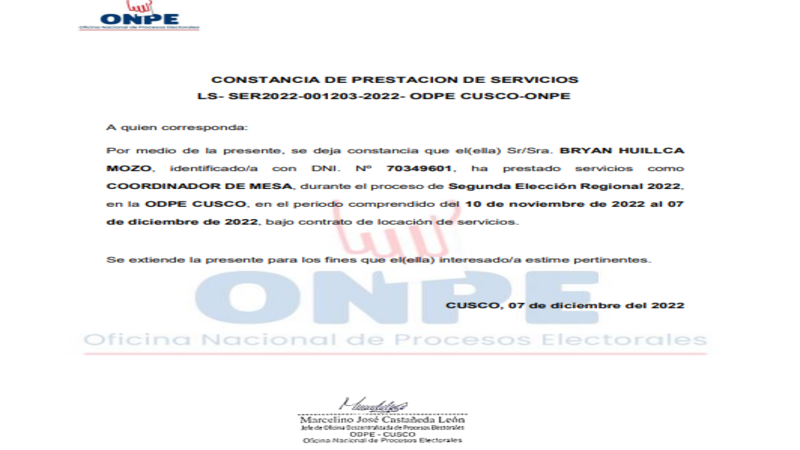 ONPE
Oficina Nacional de Procesos Electorales
CONSTANCIA DE PRESTACION DE SERVICIOS
LS- SER2022-001203-2022- ODPE CUSCO-ONPE
A quien corresponda:
Por medio de la presente, se deja constancia que el(ella) Sr/Sra. BRYAN HUILLCA
MOZO, identificado/a con DNI. Nº 70349601, ha prestado servicios como
COORDINADOR DE MESA, durante el proceso de Segunda Elección Regional 2022,
en la ODPE CUSCO, en el periodo comprendido del 10 de noviembre de 2022 al 07
de diciembre de 2022, bajo contrato de locación de servicios.
Se extiende la presente para los fines que el(ella) interesado/a estime pertinentes.
ONPE
CUSCO, 07 de diciembre del 2022
Oficina Nacional de Procesos Electorales
Marcelino José Castañeda León
Jefe de Oficina Descentralizada de Procesos Electorales
ODPE - CUSCO
Oficina Nacional de Procesos Electorales